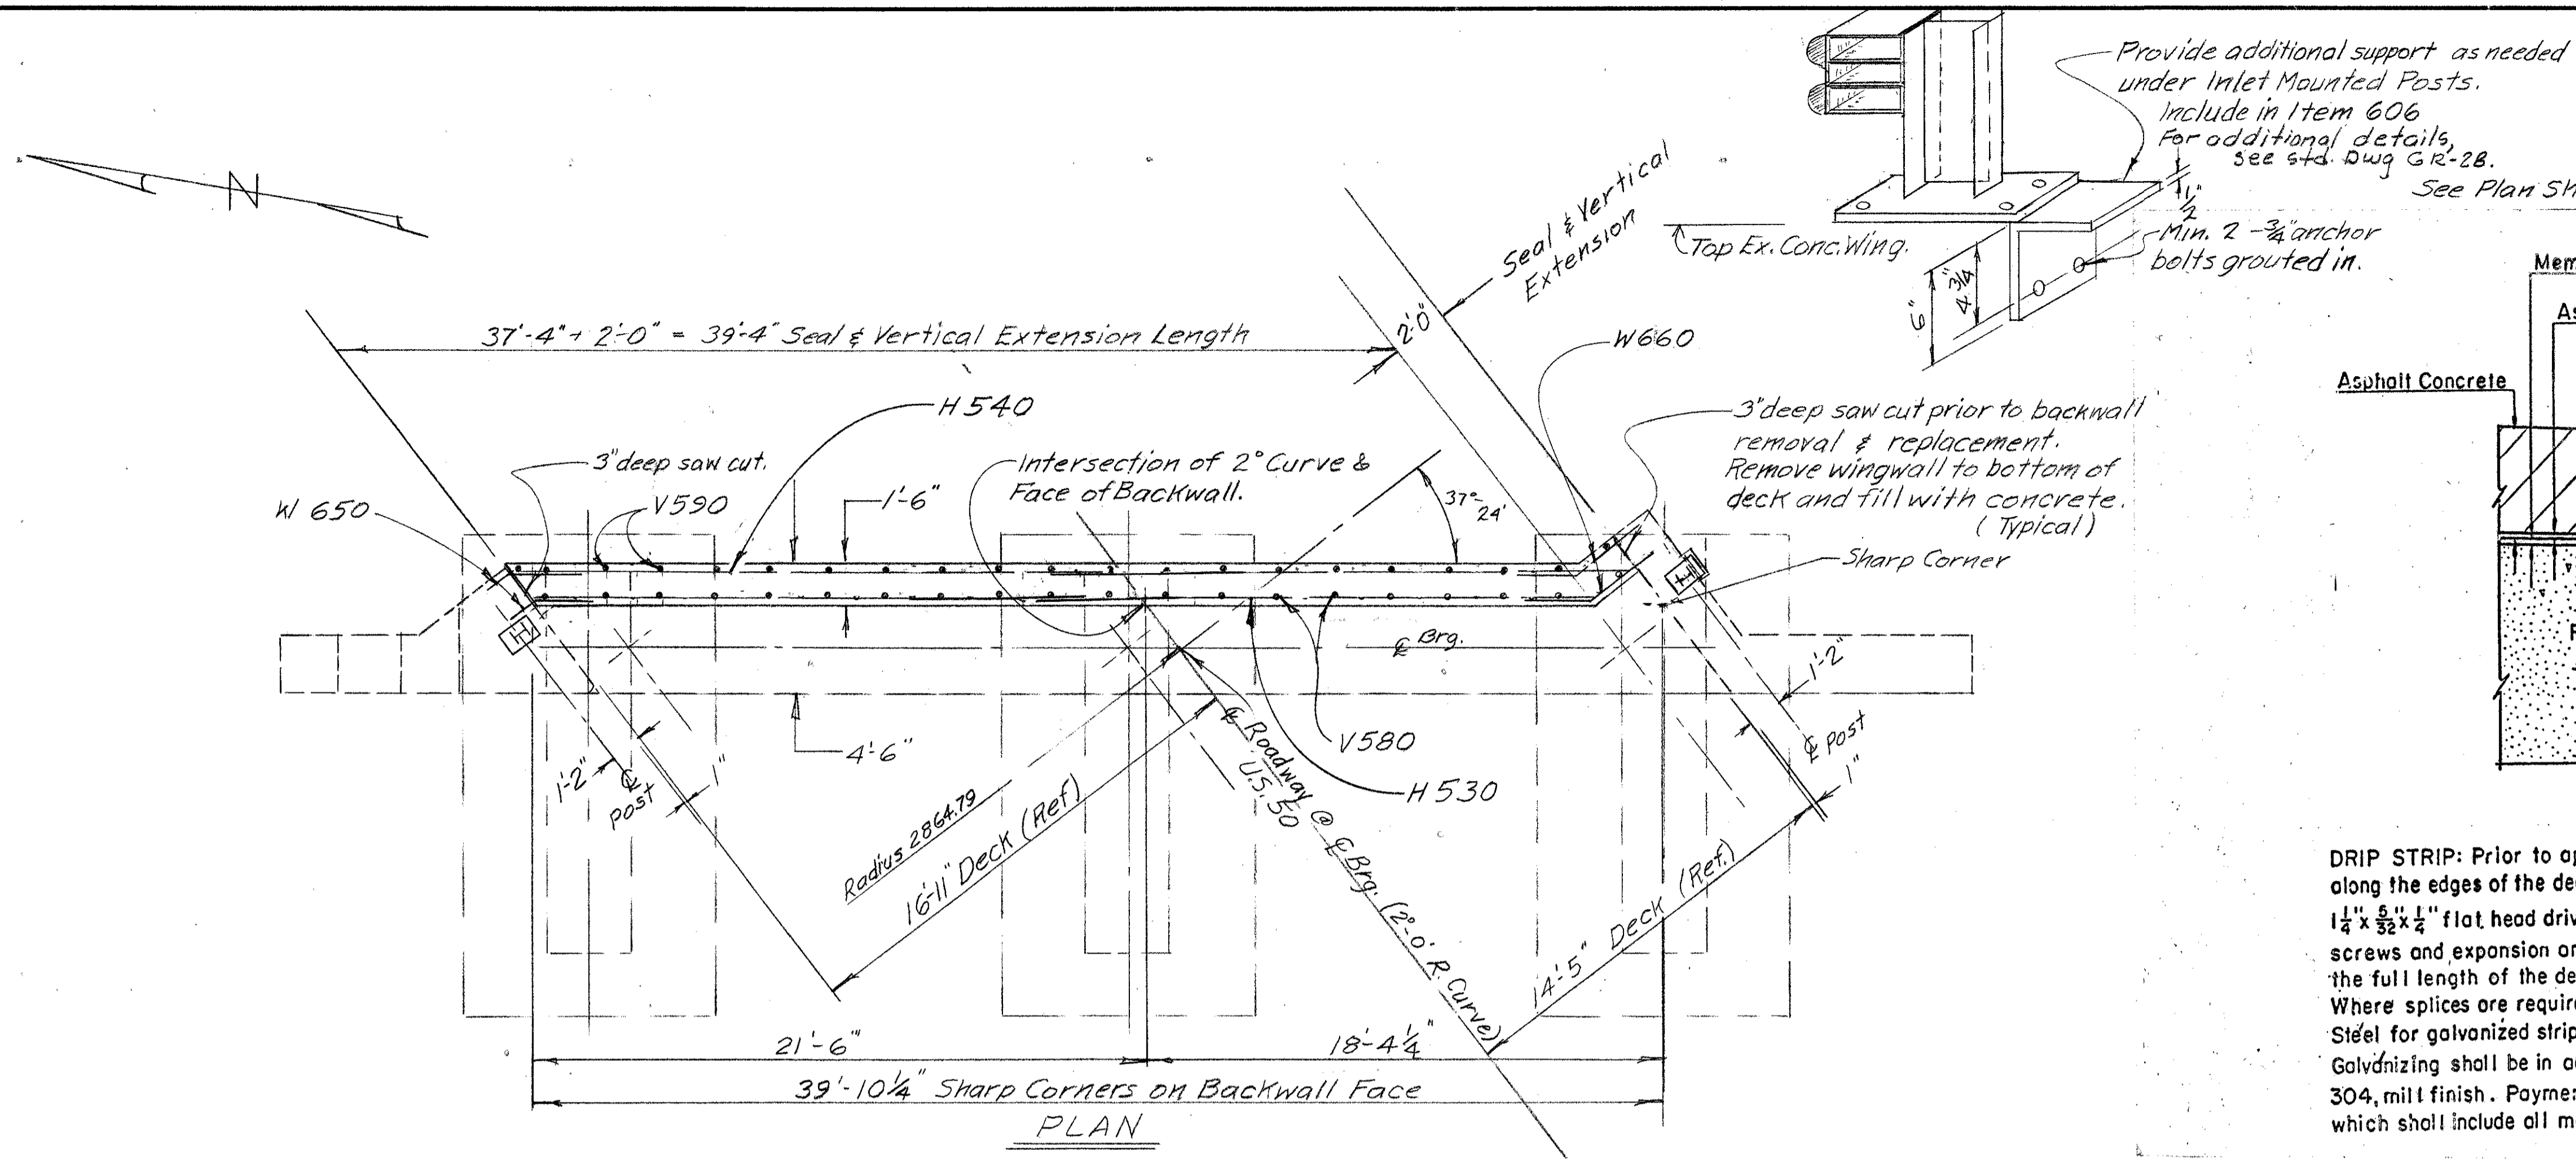 Provide additional support as needed
under Inlet Mounted Posts.
Include in Item 606
For additional details,
see std. Dwg GR-2B.
See Plan Sh
1/2"
Min. 2 - 3/4" anchor
bolts grouted in.
Top Ex. Conc. Wing.
6"
4 3/4"
N
Seal & Vertical
Extension
2'-0"
37'-4" + 2'-0" = 39'-4" Seal & Vertical Extension Length
W660
H540
3" deep saw cut.
V590
W 650
1'-6"
Intersection of 2° Curve &
Face of Backwall.
37°-
24'
3" deep saw cut prior to backwall
removal & replacement.
Remove wingwall to bottom of
deck and fill with concrete.
(Typical)
Sharp Corner
℄ Brg.
1'-2"
℄ Post
1"
4'-6"
V580
H530
1'-2"
℄
Post
1"
Radius 2864.79
16'-11" Deck (Ref)
℄ Roadway @ ℄ Brg. (2°-0' R. Curve)
U.S. 50
14'-5" Deck (Ref.)
21'-6"
18'-4 1/4"
39'-10 1/4" Sharp Corners on Backwall Face
PLAN
Mem
As
Asphalt Concrete
DRIP STRIP: Prior to ap
along the edges of the de
1 1/4" x 5/32" x 1/4" flat head driv
screws and expansion an
the full length of the de
Where splices are require
Steel for galvanized strip
Galvanizing shall be in ac
304, mill finish. Paymen
which shall include all m